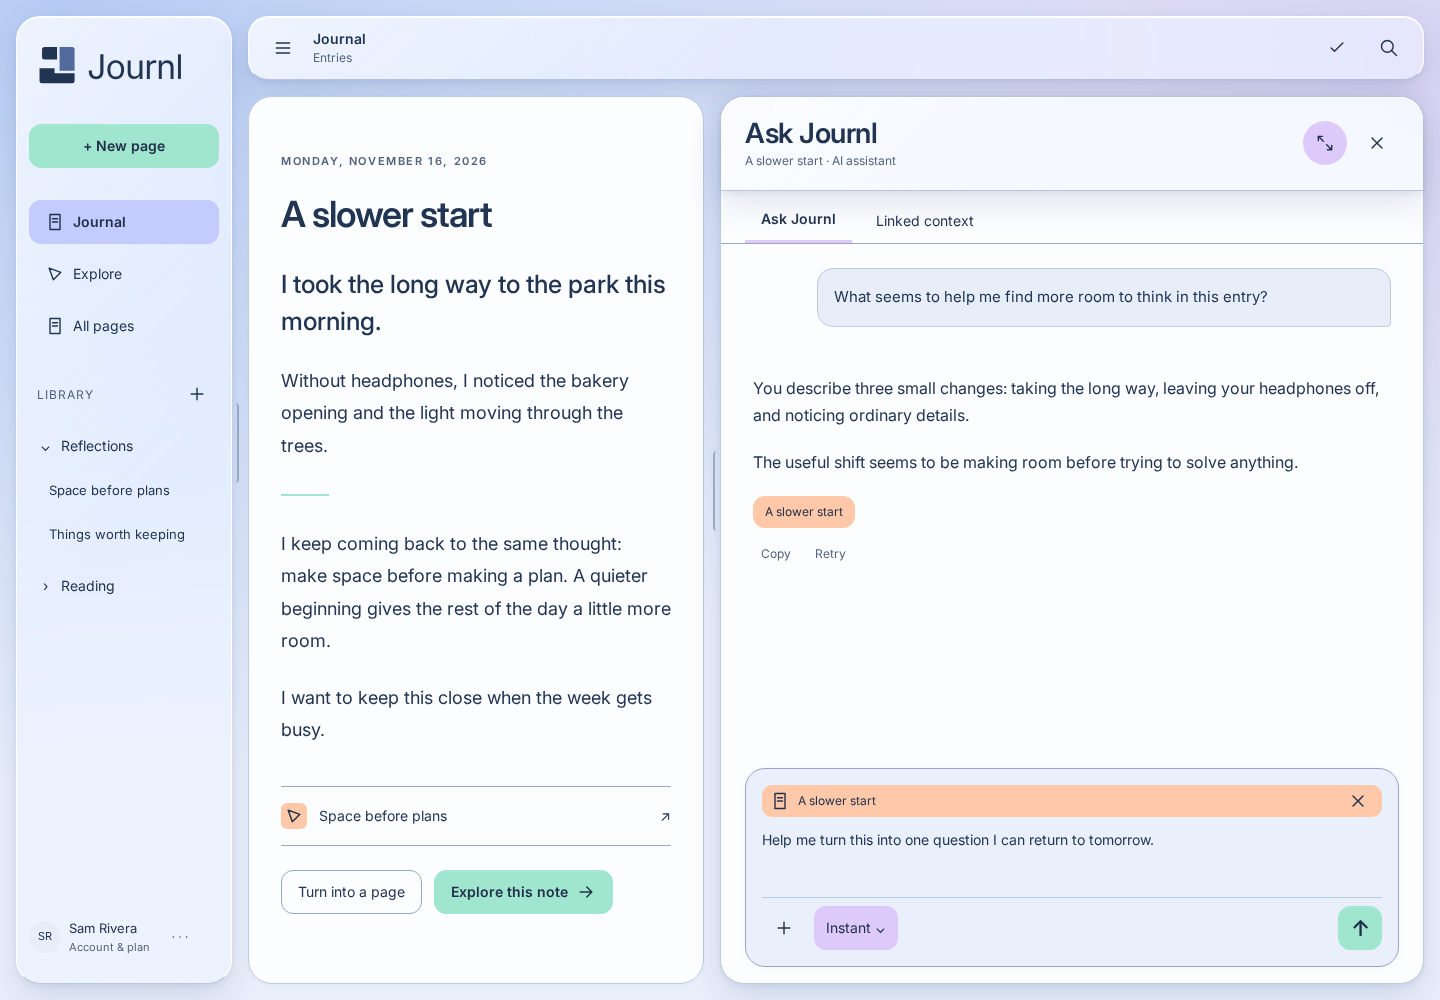 Journl
+ New page
Journal
Explore
All pages
LIBRARY
Reflections
Space before plans
Things worth keeping
Reading
SR
Sam Rivera
Account & plan
Journal
Entries
MONDAY, NOVEMBER 16, 2026
A slower start
I took the long way to the park this
morning.
Without headphones, I noticed the bakery
opening and the light moving through the
trees.
I keep coming back to the same thought:
make space before making a plan. A quieter
beginning gives the rest of the day a little more
room.
I want to keep this close when the week gets
busy.
Space before plans
Turn into a page
Explore this note
Ask Journl
A slower start · AI assistant
Ask Journl
Linked context
What seems to help me find more room to think in this entry?
You describe three small changes: taking the long way, leaving your headphones off,
and noticing ordinary details.
The useful shift seems to be making room before trying to solve anything.
A slower start
Copy
Retry
A slower start
Help me turn this into one question I can return to tomorrow.
Instant